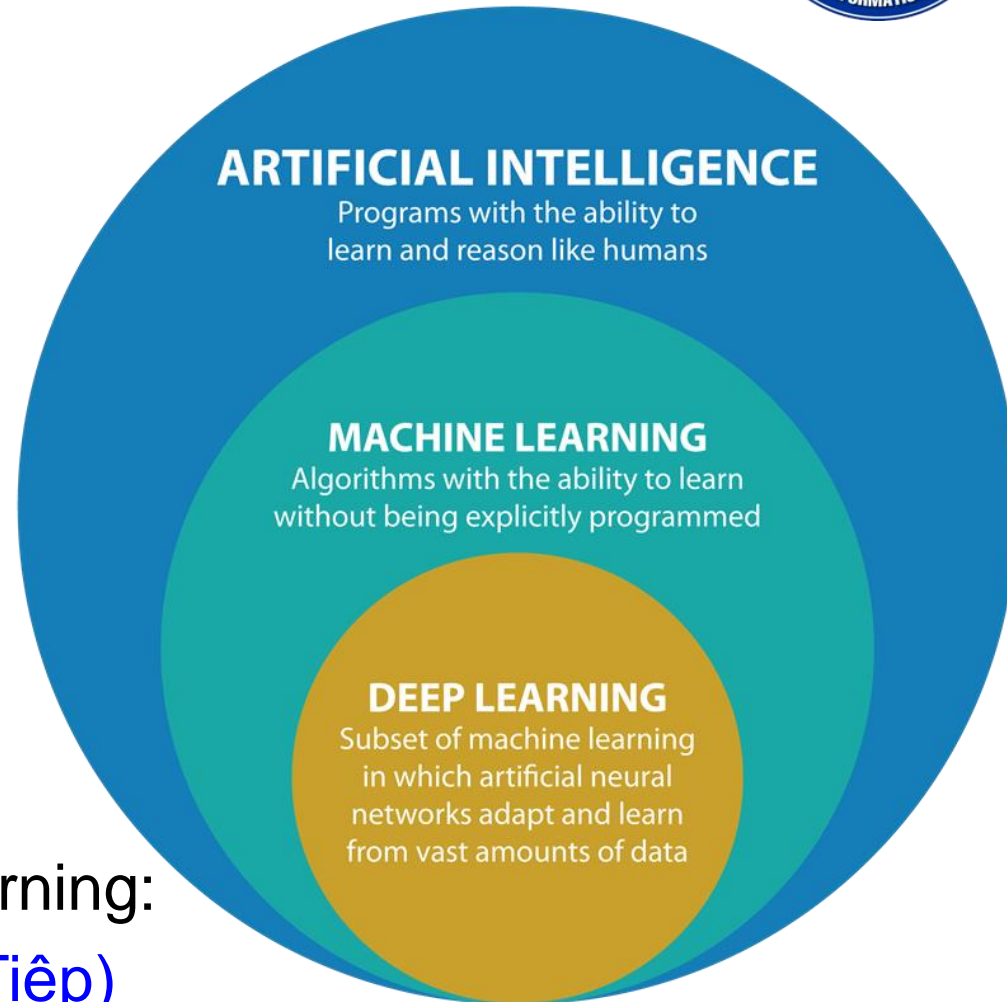 ARTIFICIAL INTELLIGENCE
Programs with the ability to
learn and reason like humans
MACHINE LEARNING
Algorithms with the ability to learn
without being explicitly programmed
DEEP LEARNING
Subset of machine learning
in which artificial neural
networks adapt and learn
from vast amounts of data
rning:
Tiệp)